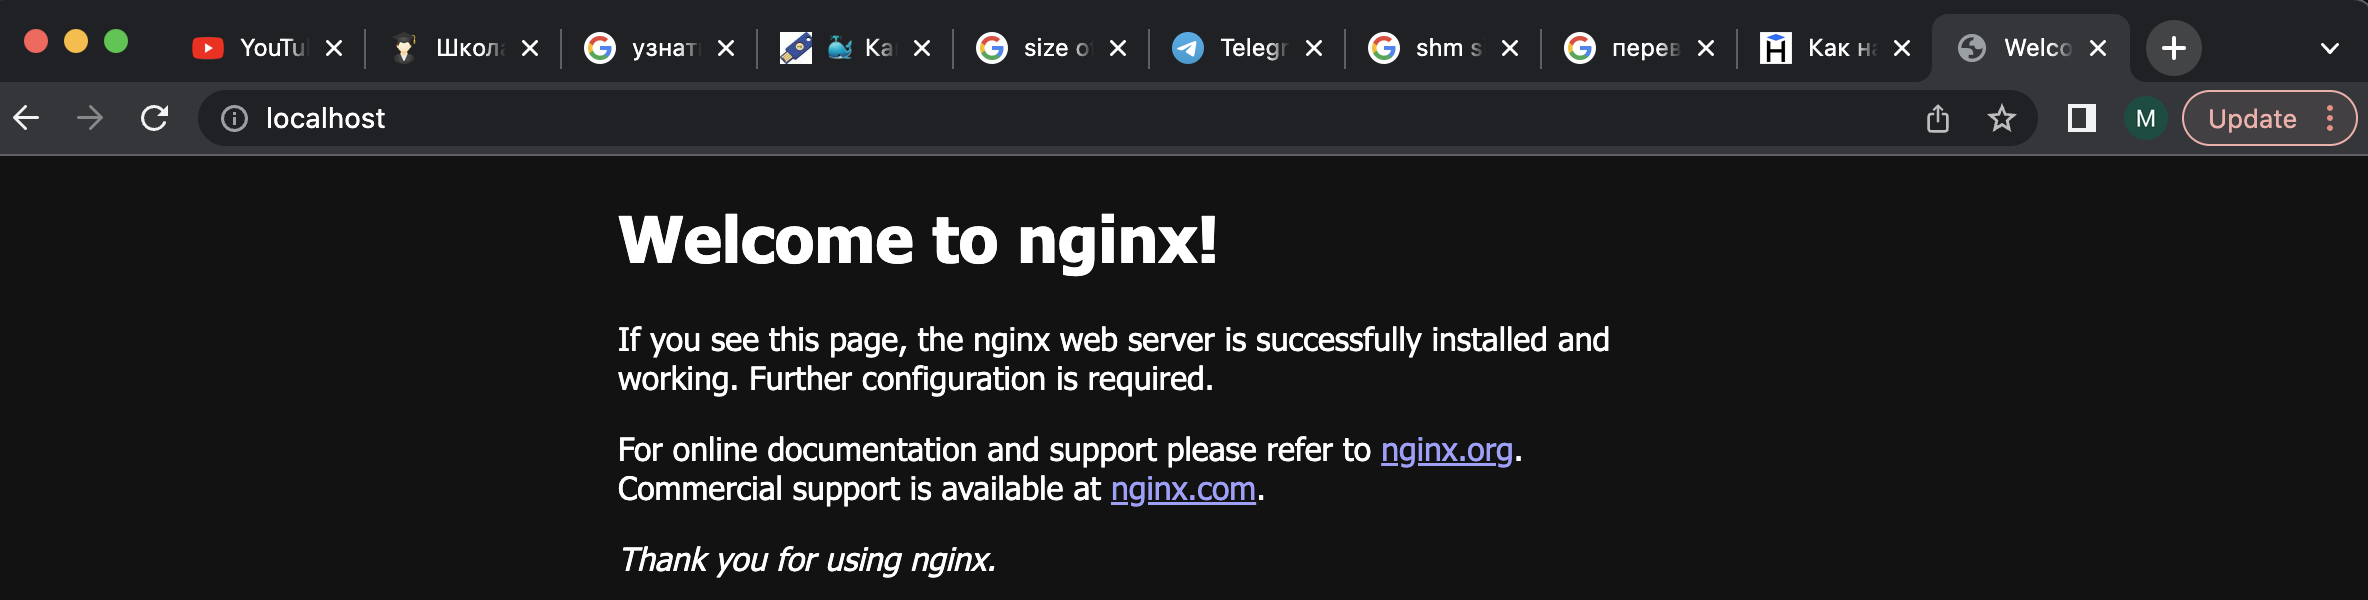 YouTu
Школа
узнат
Ка
size o
Telegr
shm s
перев
Как на
Welco
localhost
M
Update
Welcome to nginx!
If you see this page, the nginx web server is successfully installed and
working. Further configuration is required.
For online documentation and support please refer to nginx.org.
Commercial support is available at nginx.com.
Thank you for using nginx.